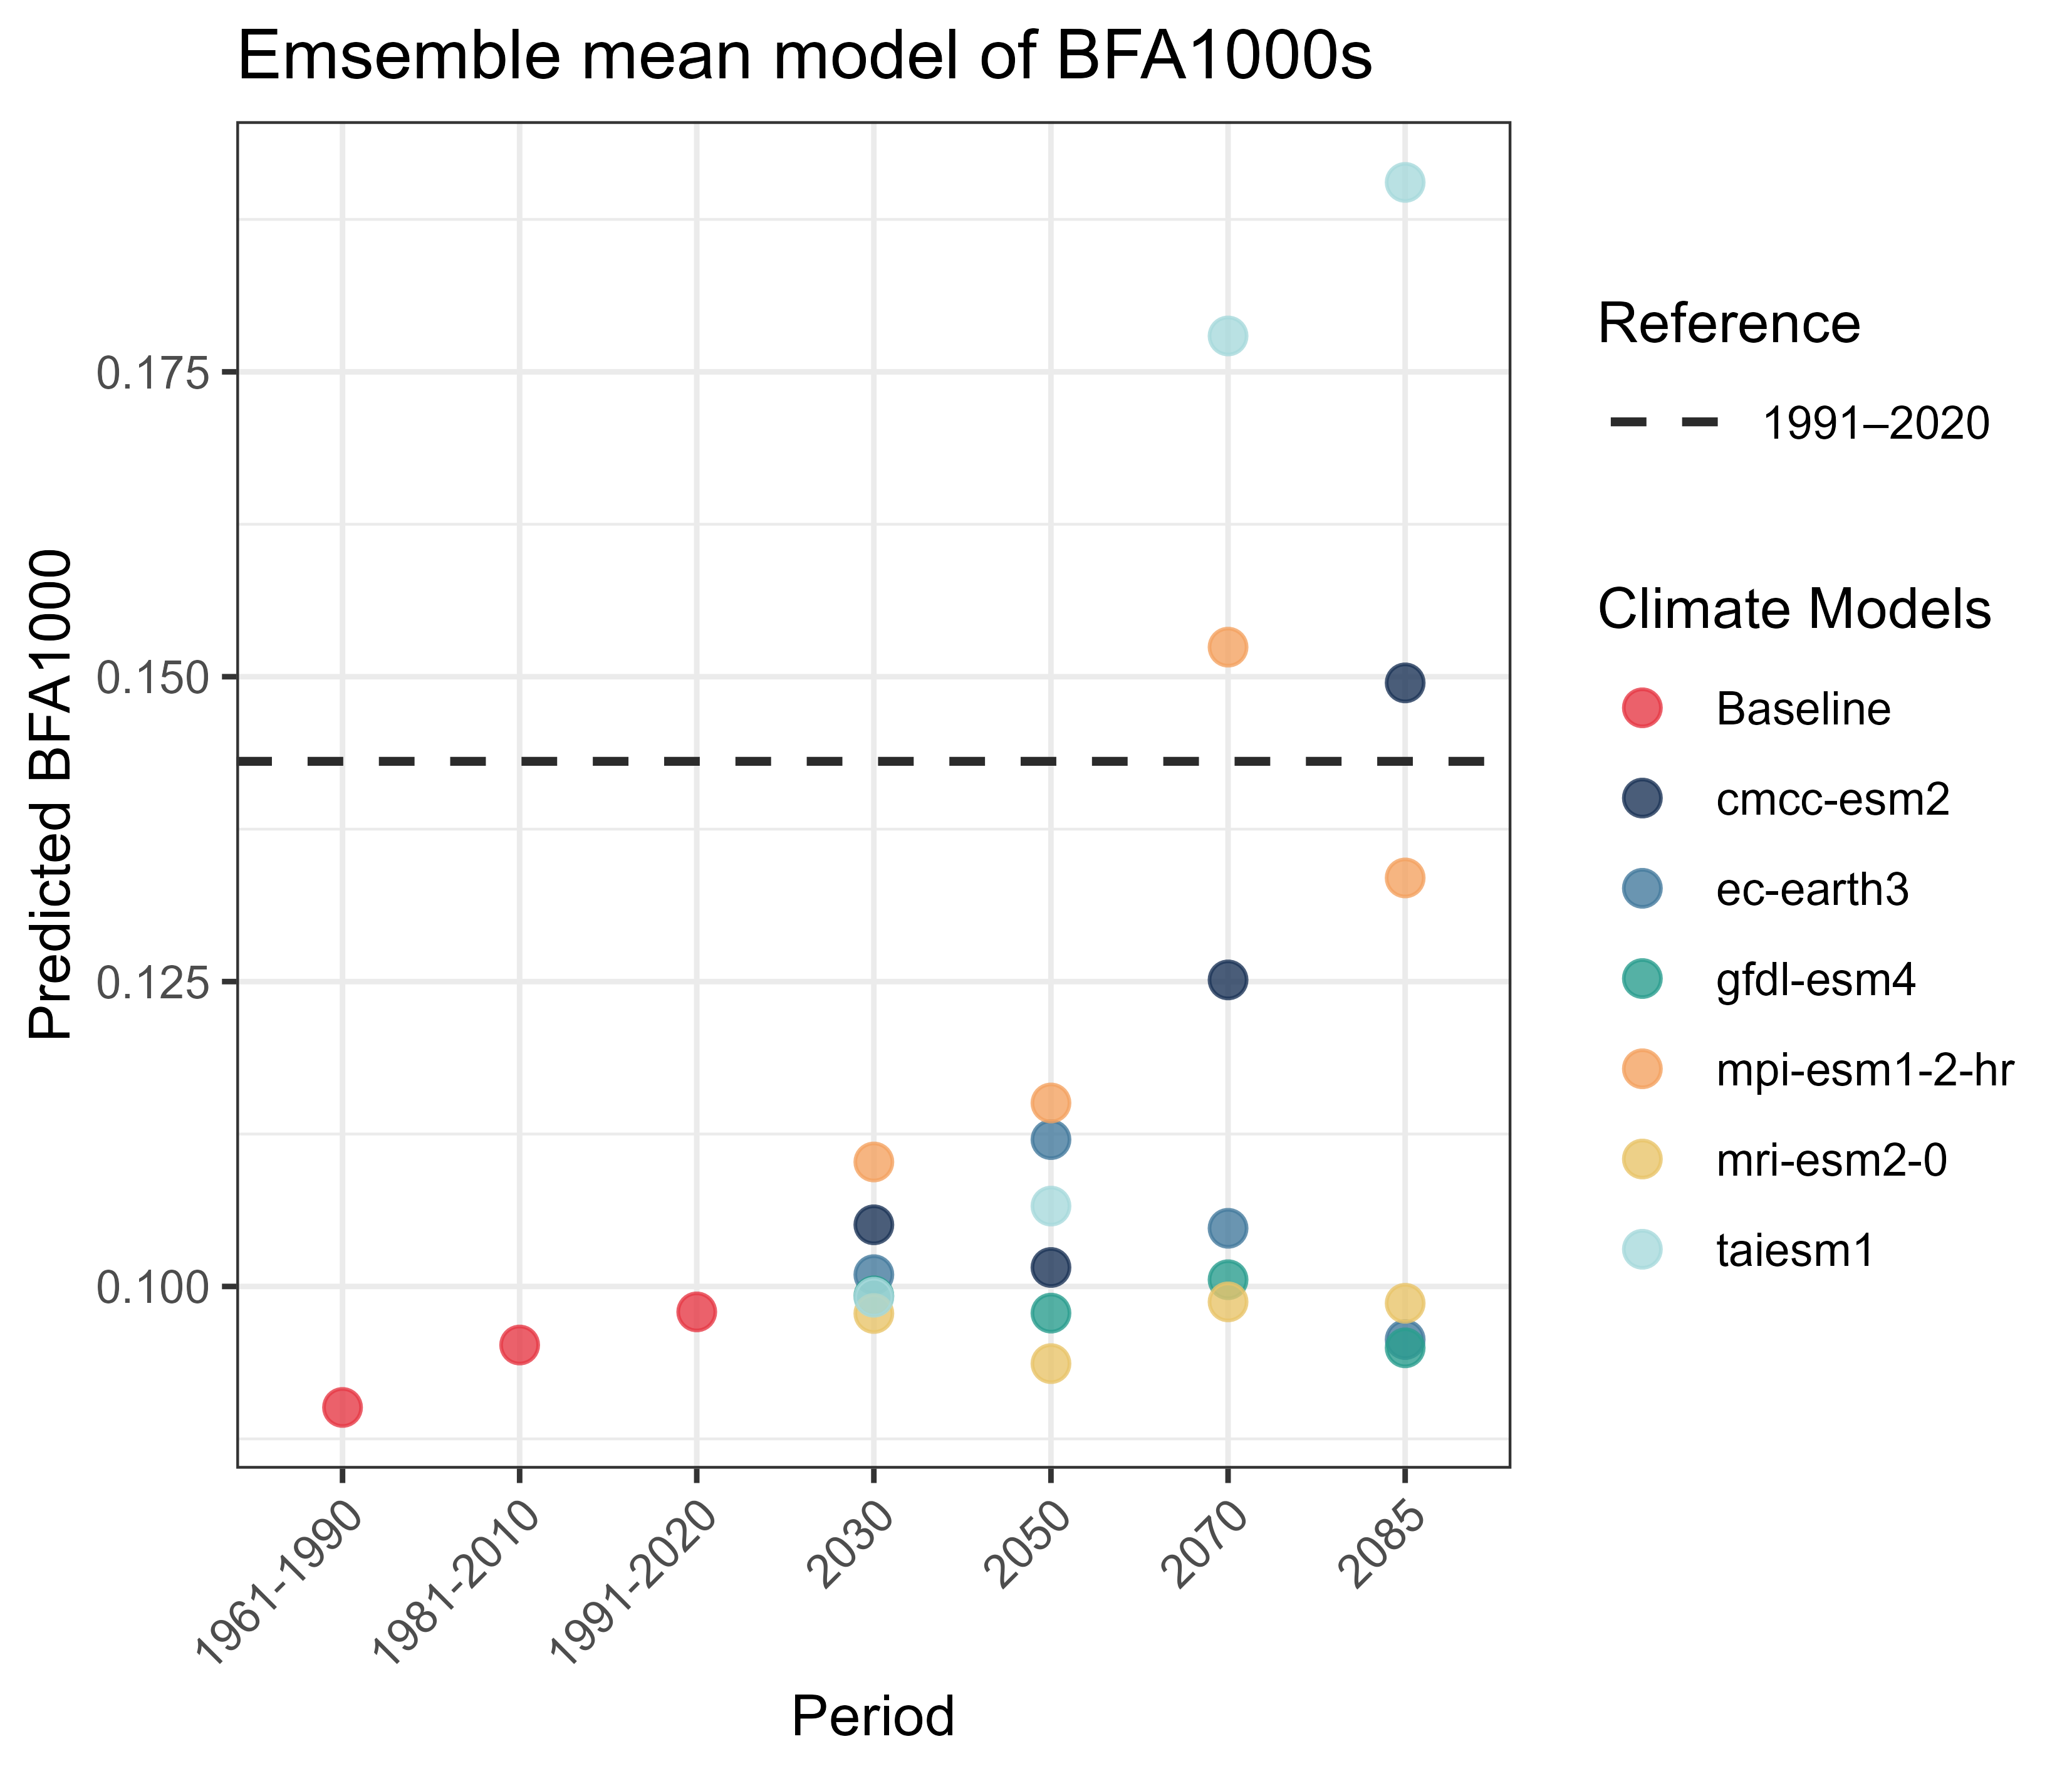 Emsemble mean model of BFA1000s
Predicted BFA1000
0.175
0.150
0.125
0.100
1961-1990
1981-2010
1991-2020
2030
2050
2070
2085
Period
Reference
1991–2020
Climate Models
Baseline
cmcc-esm2
ec-earth3
gfdl-esm4
mpi-esm1-2-hr
mri-esm2-0
taiesm1